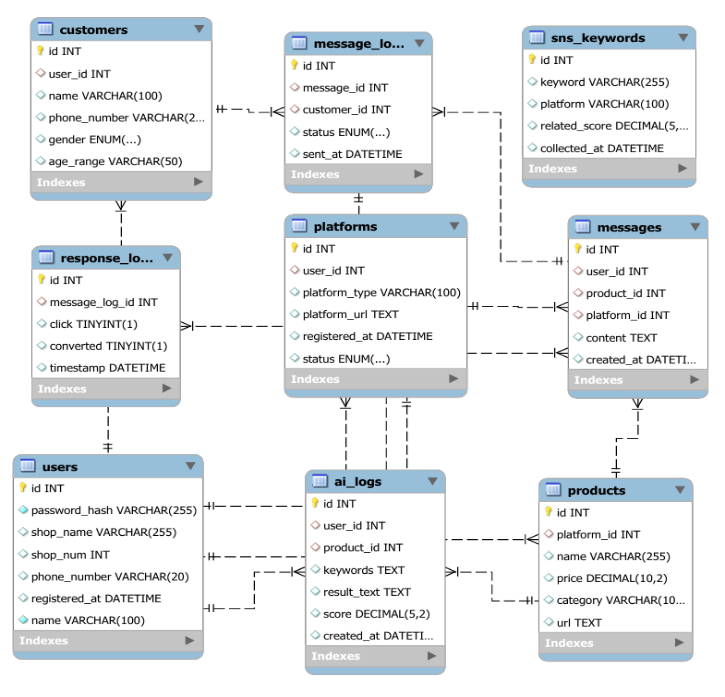 customers
id INT
user_id INT
name VARCHAR(100)
phone_number VARCHAR(2...
gender ENUM(...)
age_range VARCHAR(50)
Indexes
message_lo...
id INT
message_id INT
customer_id INT
status ENUM(...)
sent_at DATETIME
Indexes
sns_keywords
id INT
keyword VARCHAR(255)
platform VARCHAR(100)
related_score DECIMAL(5,...
collected_at DATETIME
Indexes
response_lo...
id INT
message_log_id INT
click TINYINT(1)
converted TINYINT(1)
timestamp DATETIME
Indexes
platforms
id INT
user_id INT
platform_type VARCHAR(100)
platform_url TEXT
registered_at DATETIME
status ENUM(...)
Indexes
messages
id INT
user_id INT
product_id INT
platform_id INT
content TEXT
created_at DATETI...
Indexes
users
id INT
password_hash VARCHAR(255)
shop_name VARCHAR(255)
shop_num INT
phone_number VARCHAR(20)
registered_at DATETIME
name VARCHAR(100)
Indexes
ai_logs
id INT
user_id INT
product_id INT
keywords TEXT
result_text TEXT
score DECIMAL(5,2)
created_at DATETI...
Indexes
products
id INT
platform_id INT
name VARCHAR(255)
price DECIMAL(10,2)
category VARCHAR(10...
url TEXT
Indexes